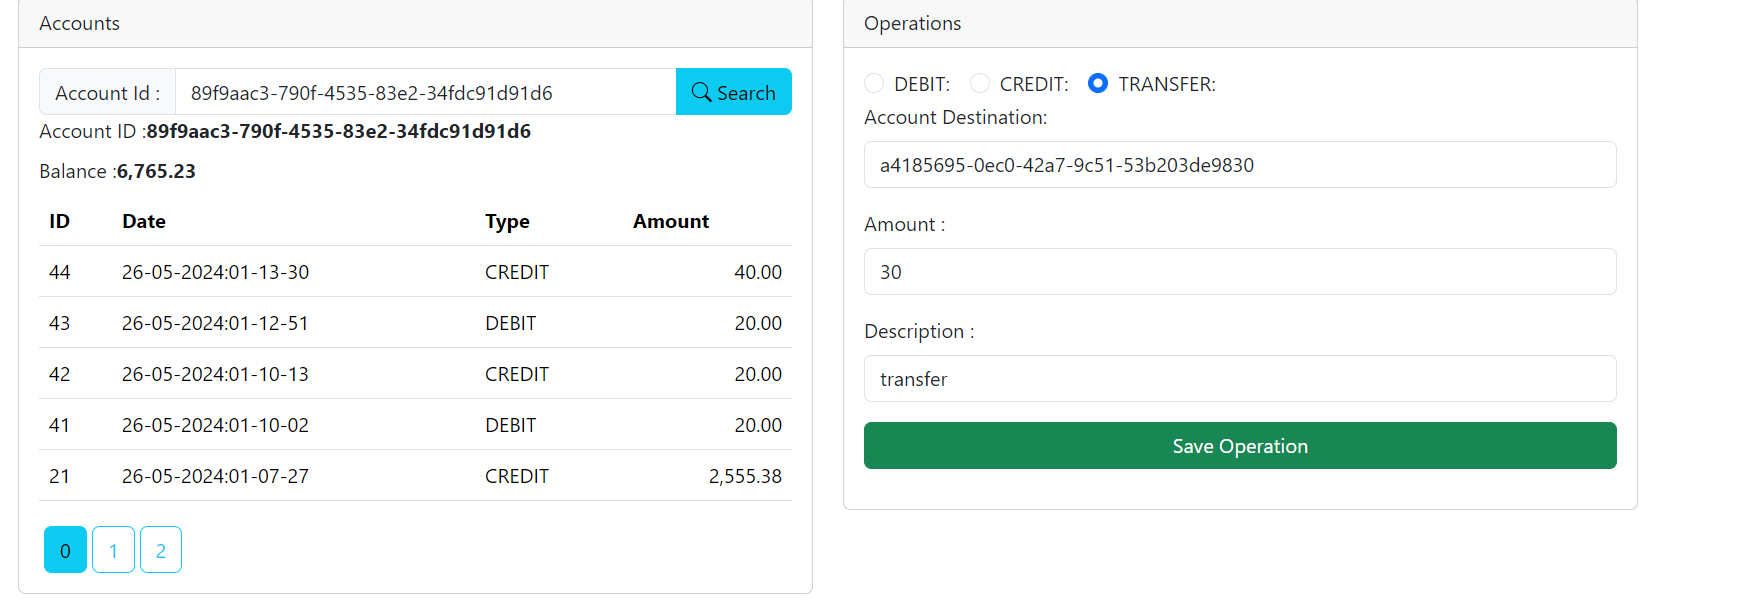 Accounts
Account Id :
89f9aac3-790f-4535-83e2-34fdc91d91d6
Search
Account ID :89f9aac3-790f-4535-83e2-34fdc91d91d6
Balance :6,765.23
ID Date Type Amount
44 26-05-2024:01-13-30 CREDIT 40.00
43 26-05-2024:01-12-51 DEBIT 20.00
42 26-05-2024:01-10-13 CREDIT 20.00
41 26-05-2024:01-10-02 DEBIT 20.00
21 26-05-2024:01-07-27 CREDIT 2,555.38
0 1 2
Operations
DEBIT: CREDIT: TRANSFER:
Account Destination:
a4185695-0ec0-42a7-9c51-53b203de9830
Amount :
30
Description :
transfer
Save Operation